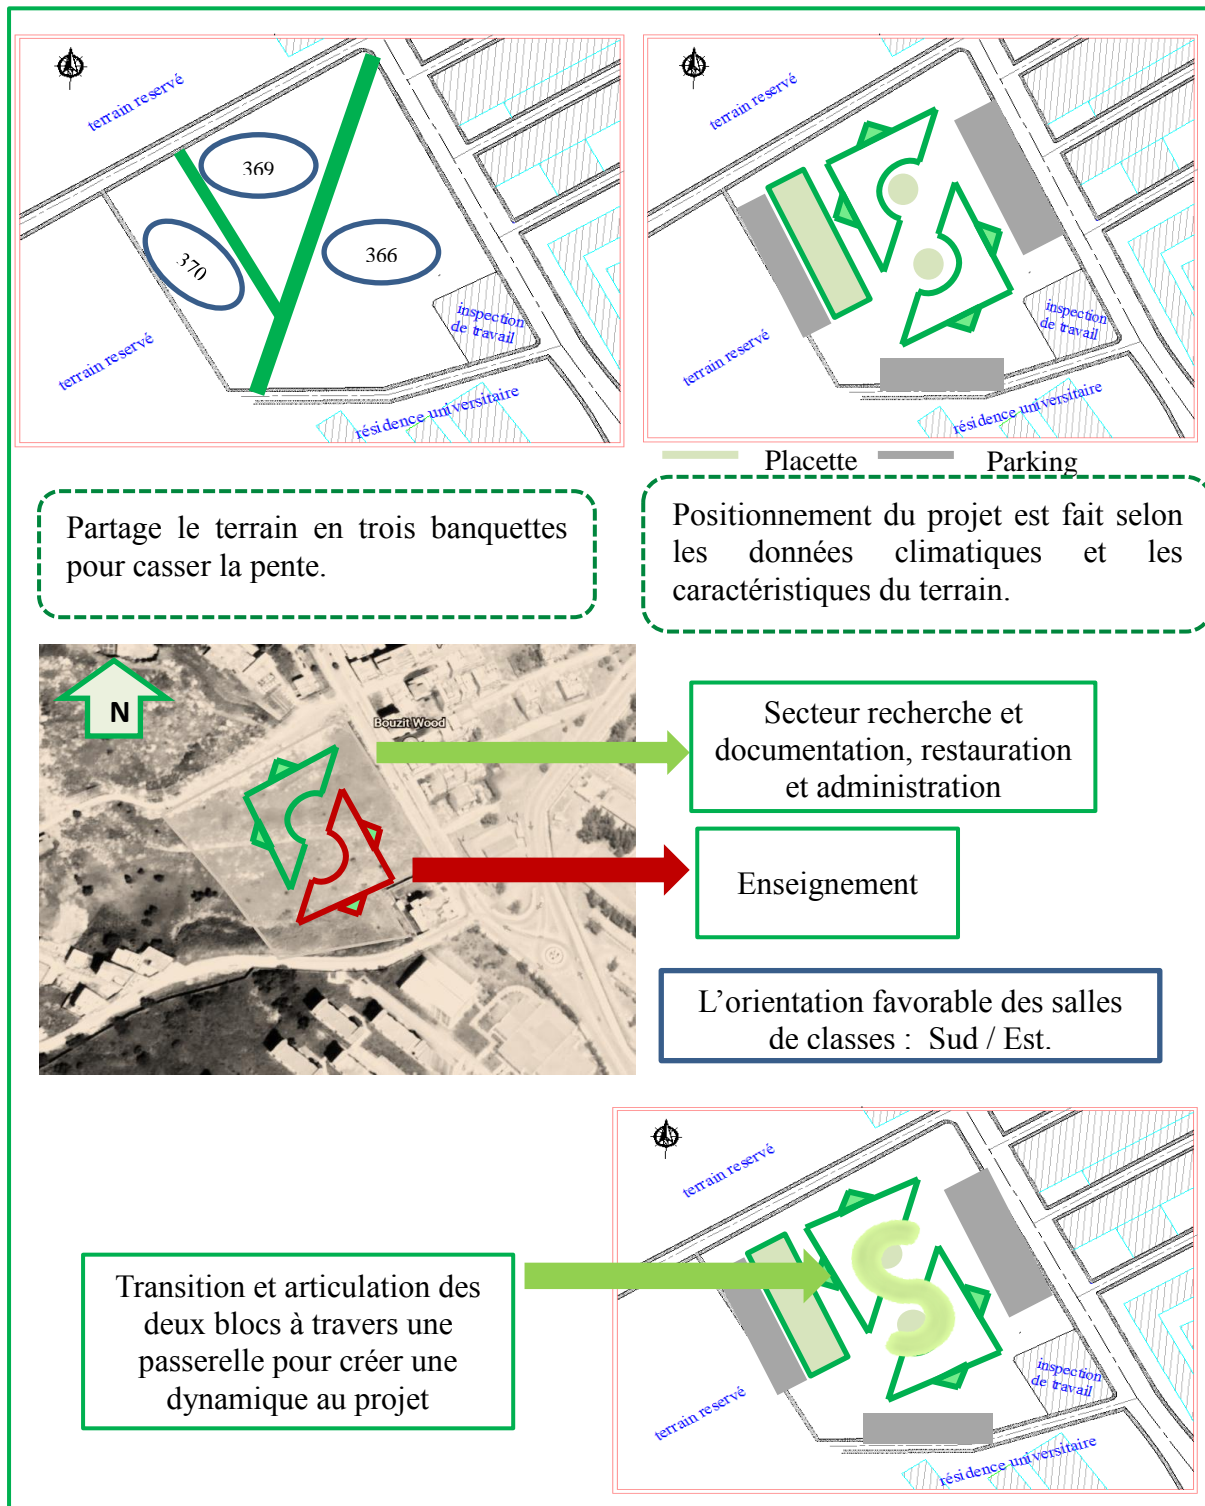 terrain reservé
369
370
366
inspection
de travail
terrain reservé
résidence universitaire
terrain reservé
inspection
de travail
terrain reservé
résidence universitaire
Placette
Parking
Partage le terrain en trois banquettes
pour casser la pente.
Positionnement du projet est fait selon
les données climatiques et les
caractéristiques du terrain.
N
Bouzit Wood
Secteur recherche et
documentation, restauration
et administration
Enseignement
L’orientation favorable des salles
de classes : Sud / Est.
Transition et articulation des
deux blocs à travers une
passerelle pour créer une
dynamique au projet
terrain reservé
inspection
de travail
terrain reservé
résidence universitaire